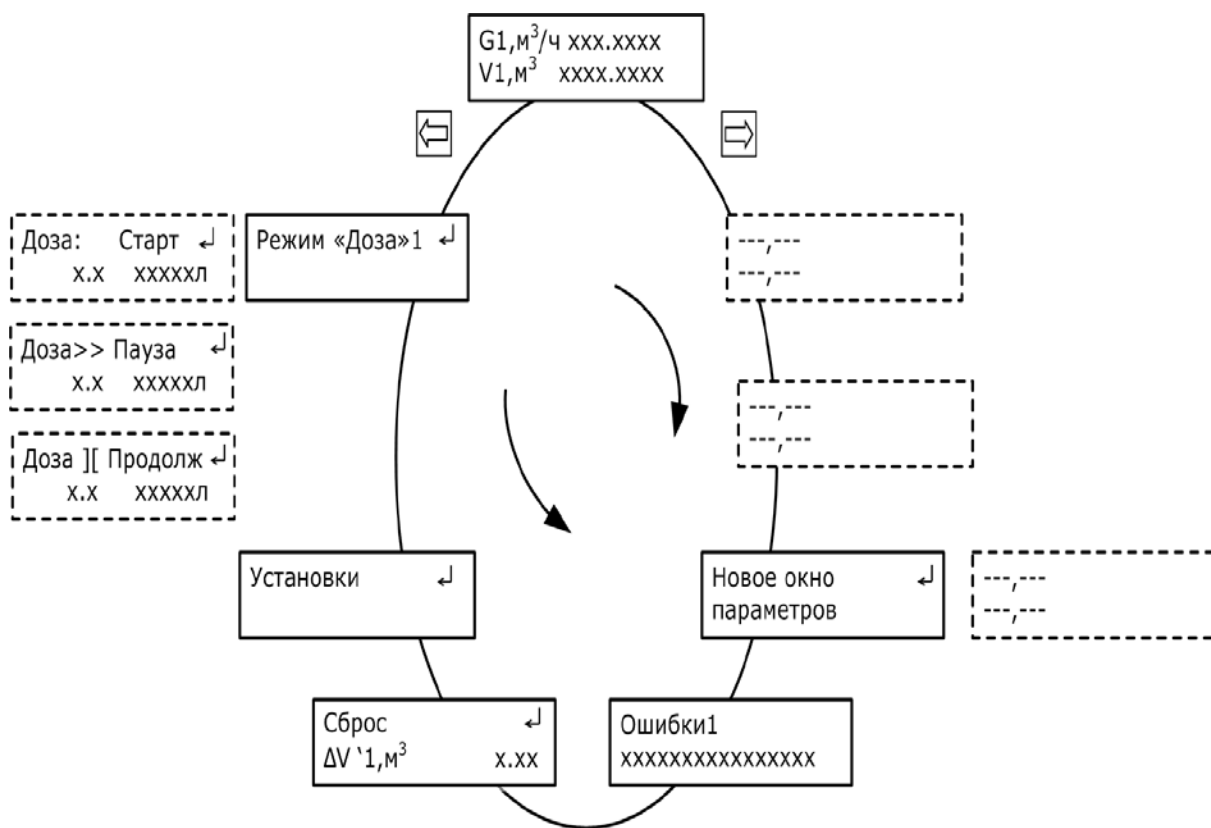 G1,м³/ч xxx.xxxx
V1,м³ xxxx.xxxx
Доза: Старт ↲
x.x xxxxxл
Режим «Доза»1 ↲
---,---
---,---
Доза>> Пауза ↲
x.x xxxxxл
---,---
---,---
Доза ][ Продолж ↲
x.x xxxxxл
Установки ↲
Новое окно ↲
параметров
---,---
---,---
Сброс ↲
ΔV ‘1,м³ x.xx
Ошибки1
xxxxxxxxxxxxxxxx